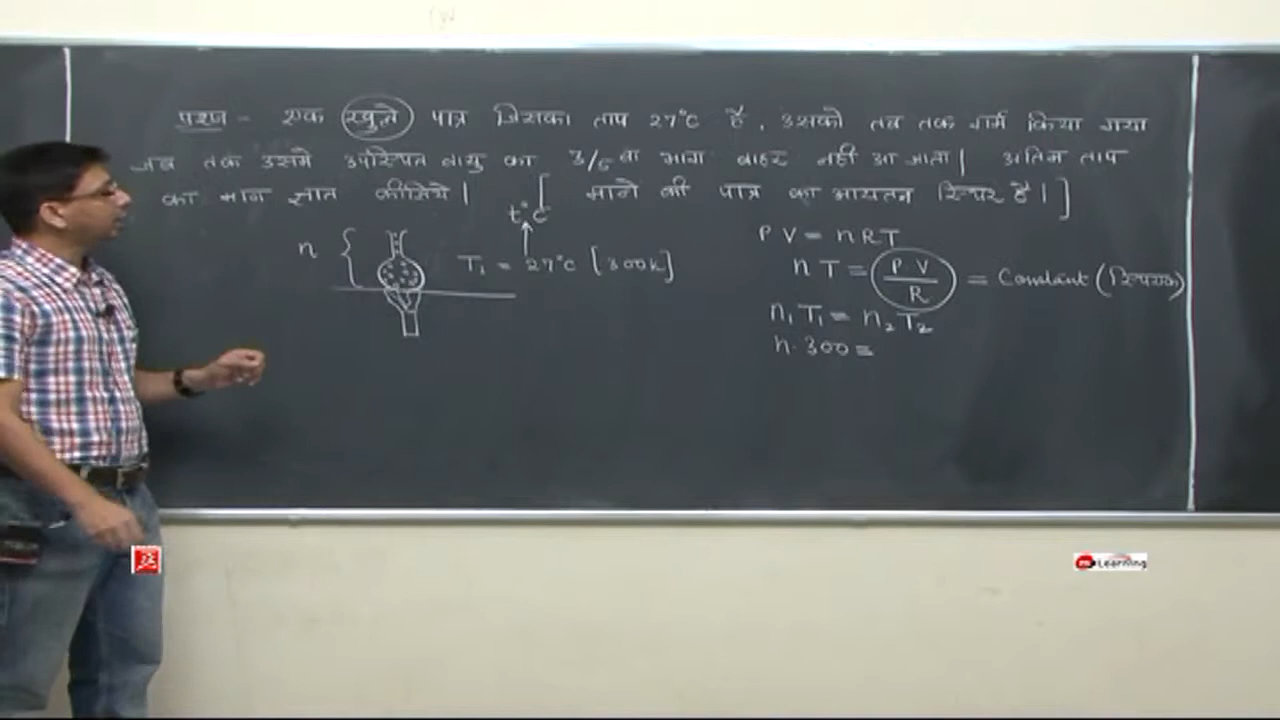 प्रश्न - एक खुले पात्र जिसका ताप 27°C है, उसको तब तक गर्म किया गया
जब तक उसमे उपस्थित वायु का 3/5 वा भाग बाहर नहीं आ जाता | अंतिम ताप
का मान ज्ञात कीजिये | [ माने की पात्र का आयतन स्थिर है। ]
t°C
n { T₁ = 27°C [300K]
PV = nRT
nT = PV/R = Constant (स्थिरांक)
n₁T₁ = n₂T₂
n·300 =
Learning